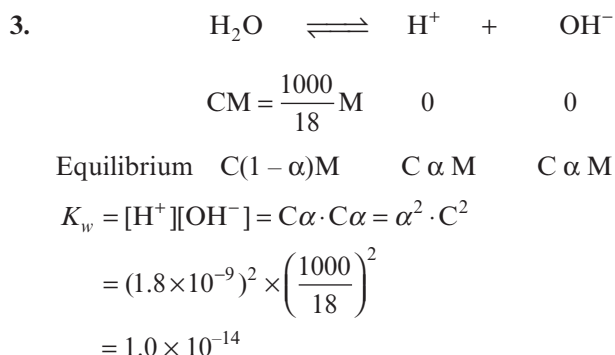 3. H₂O ⇌ H⁺ + OH⁻
CM = 1000/18 M 0 0
Equilibrium C(1 – α)M C α M C α M
K_w = [H⁺][OH⁻] = Cα·Cα = α²·C²
= (1.8×10⁻⁹)² × (1000/18)²
= 1.0 × 10⁻¹⁴